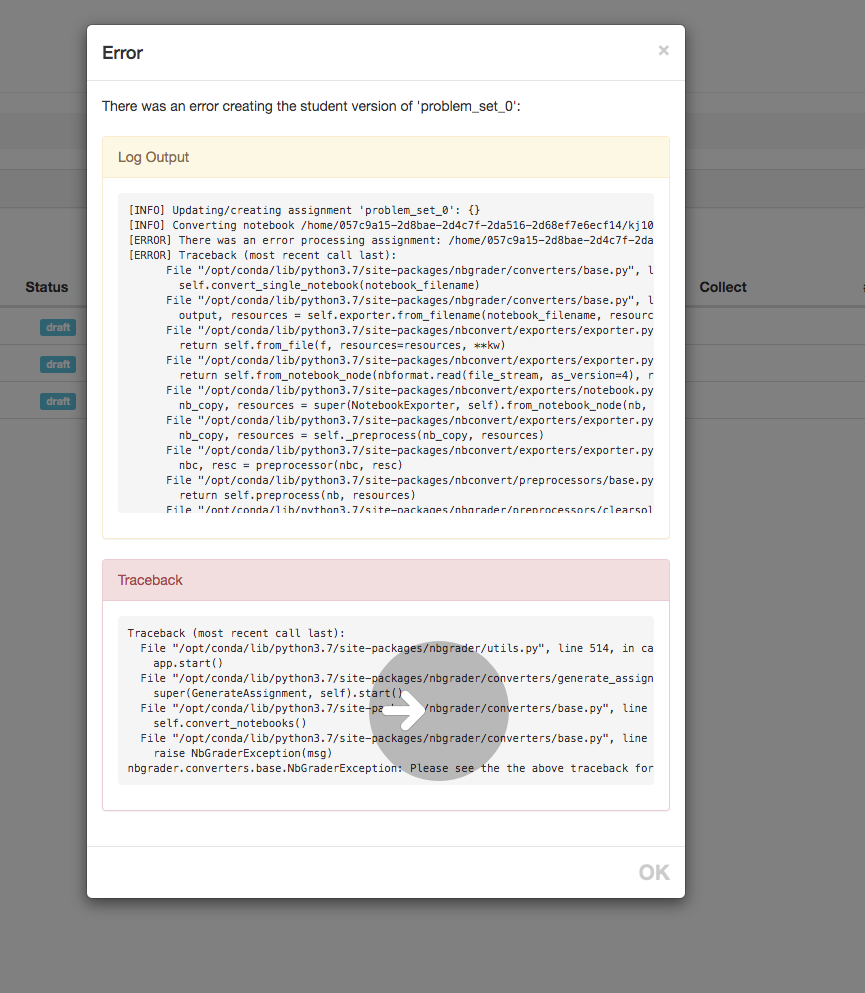 Error
×
There was an error creating the student version of 'problem_set_0':
Log Output
[INFO] Updating/creating assignment 'problem_set_0': {}
[INFO] Converting notebook /home/057c9a15-2d8bae-2d4c7f-2da516-2d68ef7e6ecf14/kj10
[ERROR] There was an error processing assignment: /home/057c9a15-2d8bae-2d4c7f-2da
[ERROR] Traceback (most recent call last):
File "/opt/conda/lib/python3.7/site-packages/nbgrader/converters/base.py", l
self.convert_single_notebook(notebook_filename)
File "/opt/conda/lib/python3.7/site-packages/nbgrader/converters/base.py", l
output, resources = self.exporter.from_filename(notebook_filename, resourc
File "/opt/conda/lib/python3.7/site-packages/nbconvert/exporters/exporter.py
return self.from_file(f, resources=resources, **kw)
File "/opt/conda/lib/python3.7/site-packages/nbconvert/exporters/exporter.py
return self.from_notebook_node(nbformat.read(file_stream, as_version=4), r
File "/opt/conda/lib/python3.7/site-packages/nbconvert/exporters/notebook.py
nb_copy, resources = super(NotebookExporter, self).from_notebook_node(nb,
File "/opt/conda/lib/python3.7/site-packages/nbconvert/exporters/exporter.py
nb_copy, resources = self._preprocess(nb_copy, resources)
File "/opt/conda/lib/python3.7/site-packages/nbconvert/exporters/exporter.py
nbc, resc = preprocessor(nbc, resc)
File "/opt/conda/lib/python3.7/site-packages/nbconvert/preprocessors/base.py
return self.preprocess(nb, resources)
File "/opt/conda/lib/python3.7/site-packages/nbgrader/preprocessors/clearsol
Status
Collect
draft
draft
draft
Traceback
Traceback (most recent call last):
File "/opt/conda/lib/python3.7/site-packages/nbgrader/utils.py", line 514, in ca
app.start()
File "/opt/conda/lib/python3.7/site-packages/nbgrader/converters/generate_assign
super(GenerateAssignment, self).start()
File "/opt/conda/lib/python3.7/site-packages/nbgrader/converters/base.py", line
self.convert_notebooks()
File "/opt/conda/lib/python3.7/site-packages/nbgrader/converters/base.py", line
raise NbGraderException(msg)
nbgrader.converters.base.NbGraderException: Please see the the above traceback for
OK